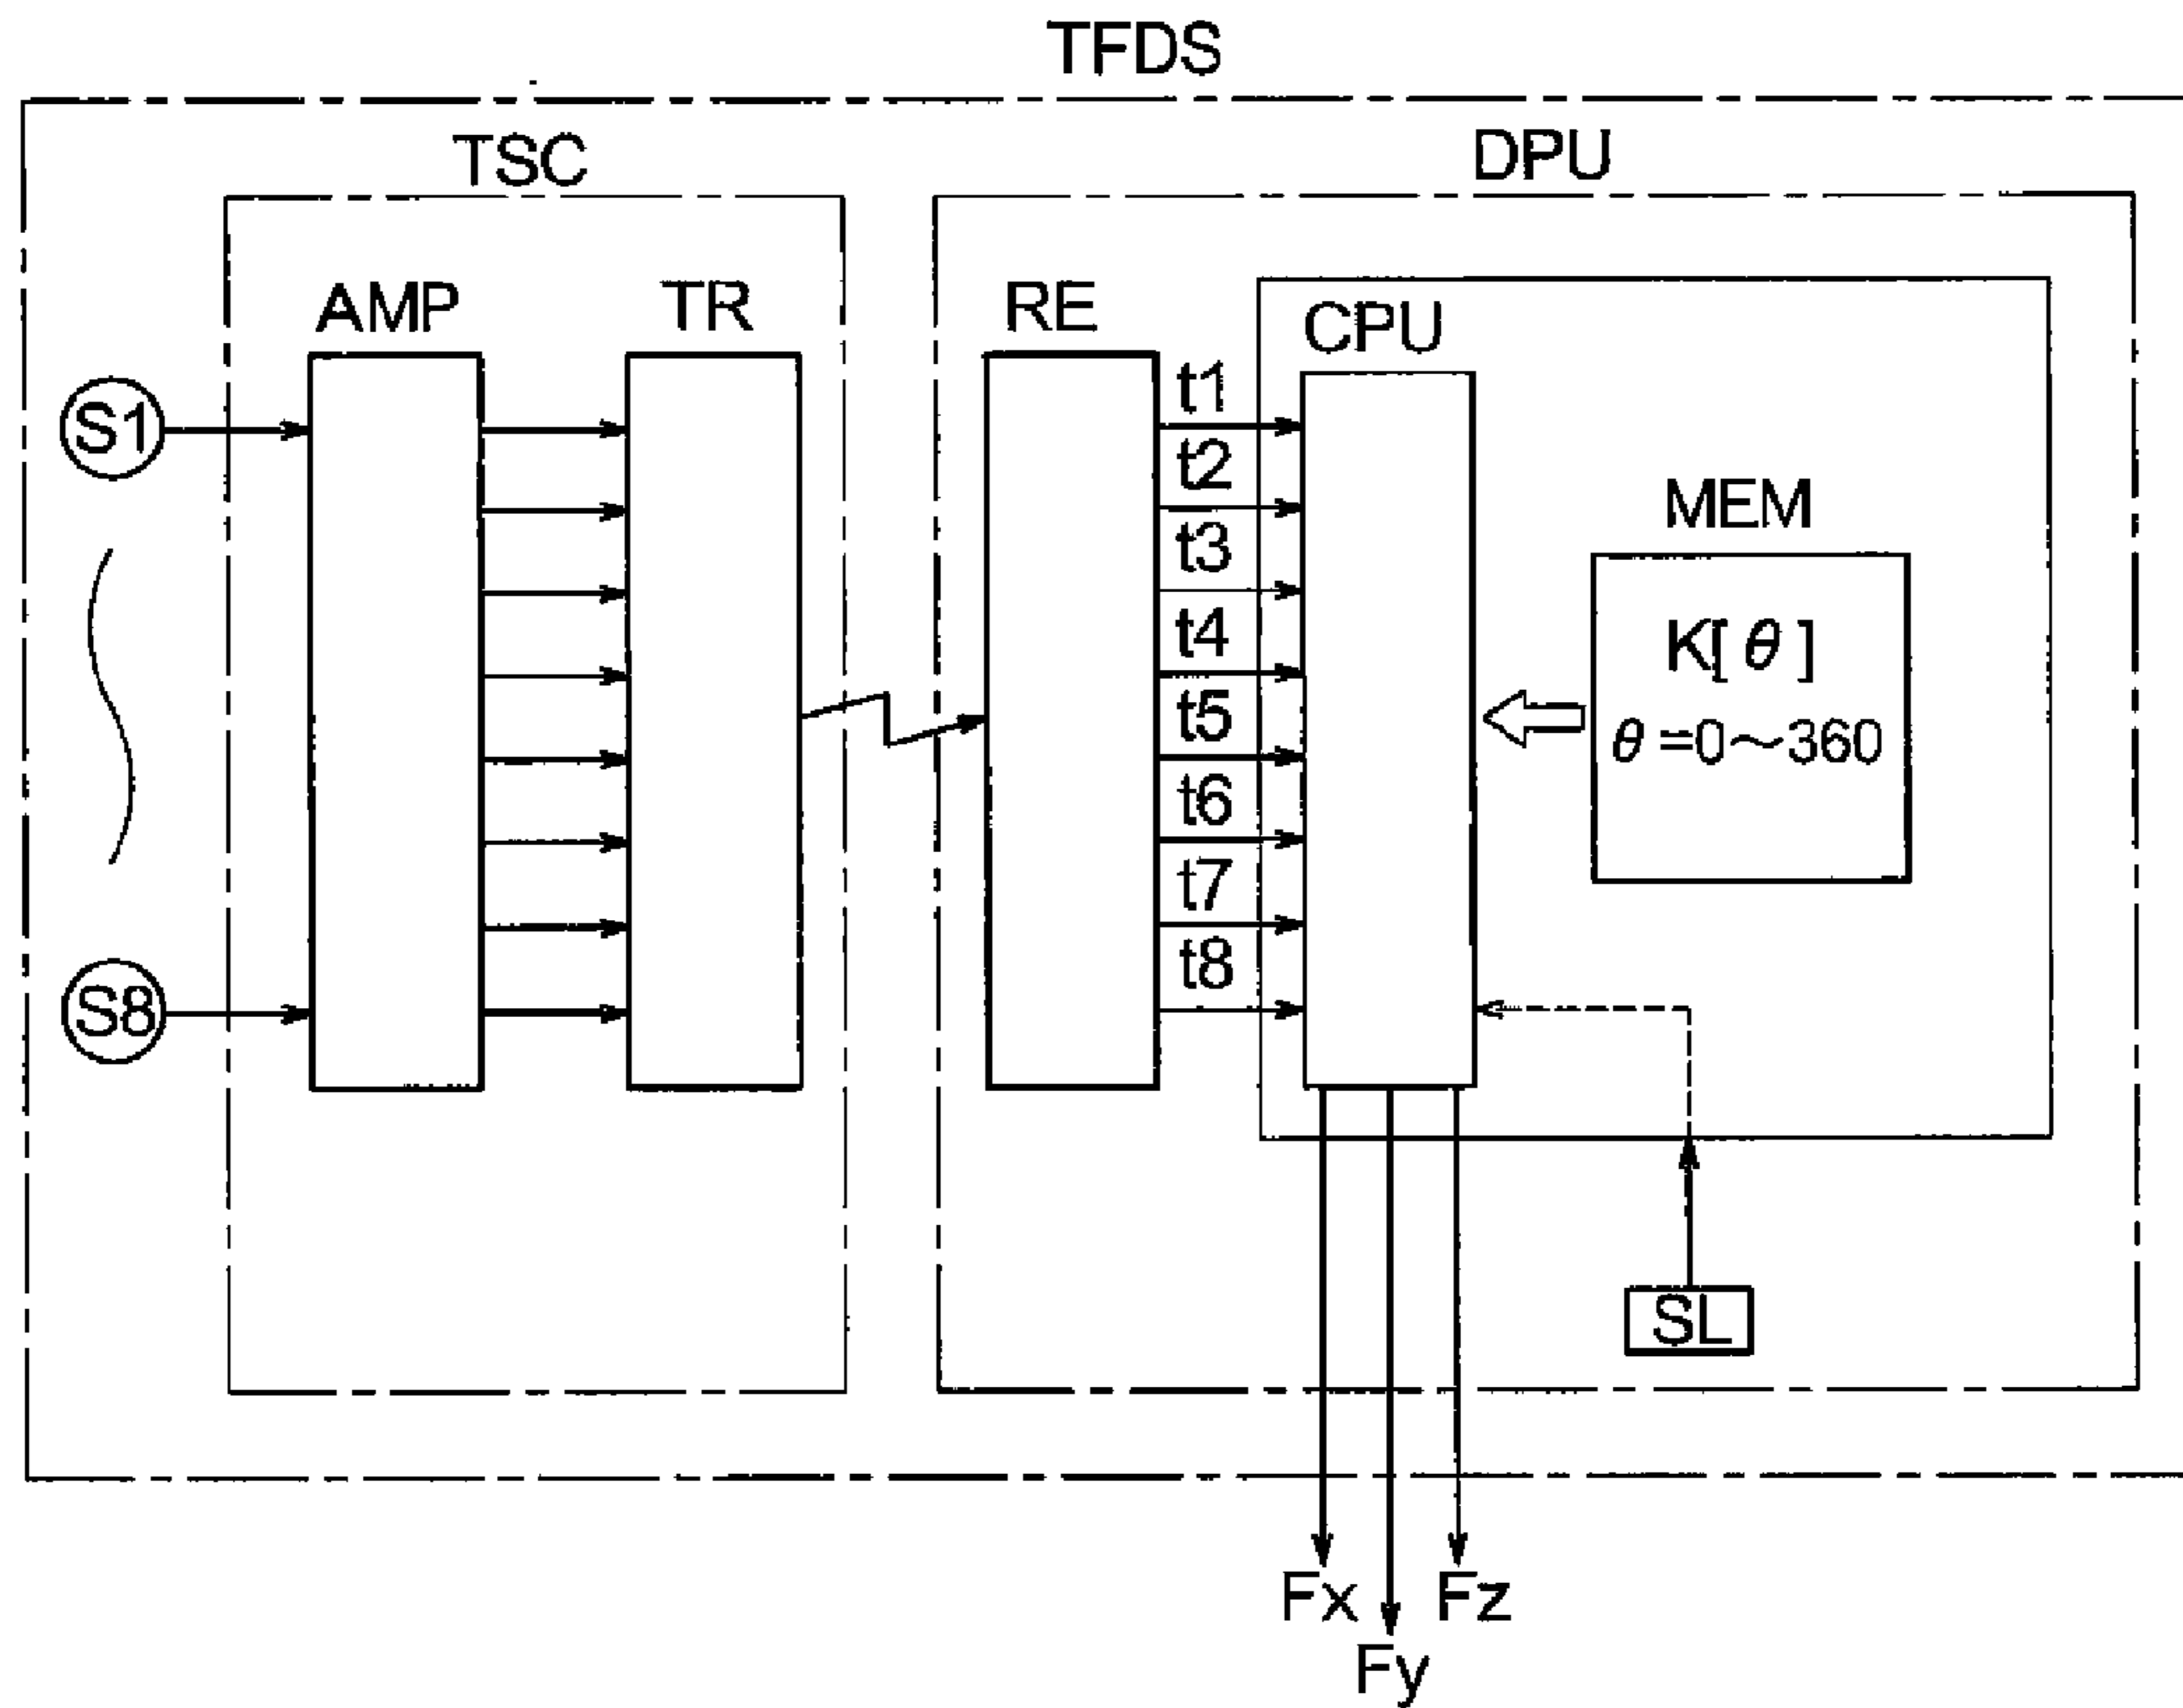 TFDS
TSC
DPU
AMP
TR
RE
CPU
S1
t1
t2
t3
t4
t5
t6
t7
t8
MEM
K[θ]
θ=0～360
S8
SL
Fx
Fz
Fy